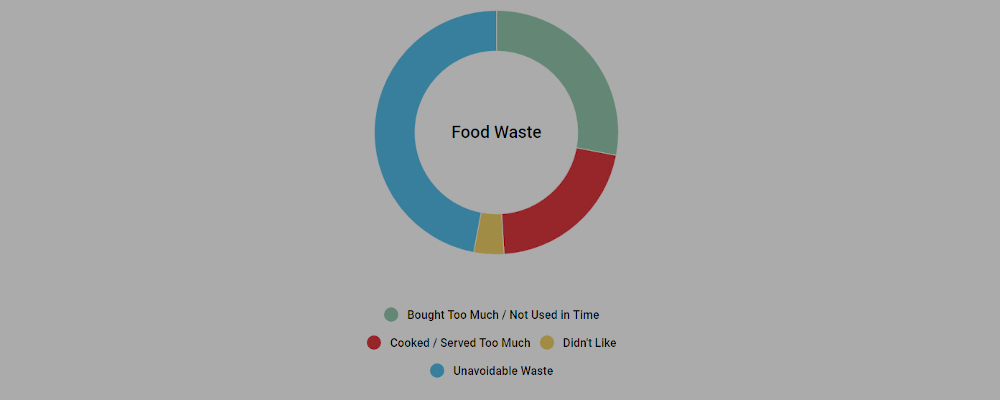 Food Waste
Bought Too Much / Not Used in Time
Cooked / Served Too Much Didn't Like
Unavoidable Waste